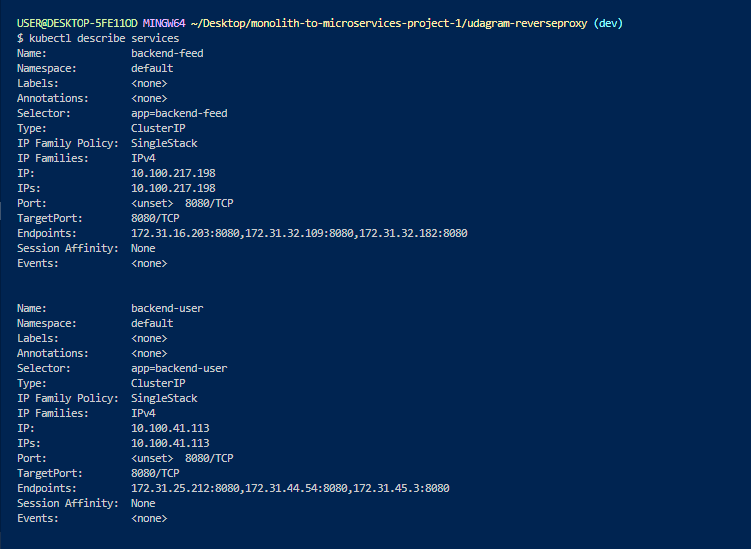 USER@DESKTOP-5FE11OD MINGW64 ~/Desktop/monolith-to-microservices-project-1/udagram-reverseproxy (dev)
$ kubectl describe services
Name:              backend-feed
Namespace:         default
Labels:            <none>
Annotations:       <none>
Selector:          app=backend-feed
Type:              ClusterIP
IP Family Policy:  SingleStack
IP Families:       IPv4
IP:                10.100.217.198
IPs:               10.100.217.198
Port:              <unset>  8080/TCP
TargetPort:        8080/TCP
Endpoints:         172.31.16.203:8080,172.31.32.109:8080,172.31.32.182:8080
Session Affinity:  None
Events:            <none>
Name:              backend-user
Namespace:         default
Labels:            <none>
Annotations:       <none>
Selector:          app=backend-user
Type:              ClusterIP
IP Family Policy:  SingleStack
IP Families:       IPv4
IP:                10.100.41.113
IPs:               10.100.41.113
Port:              <unset>  8080/TCP
TargetPort:        8080/TCP
Endpoints:         172.31.25.212:8080,172.31.44.54:8080,172.31.45.3:8080
Session Affinity:  None
Events:            <none>